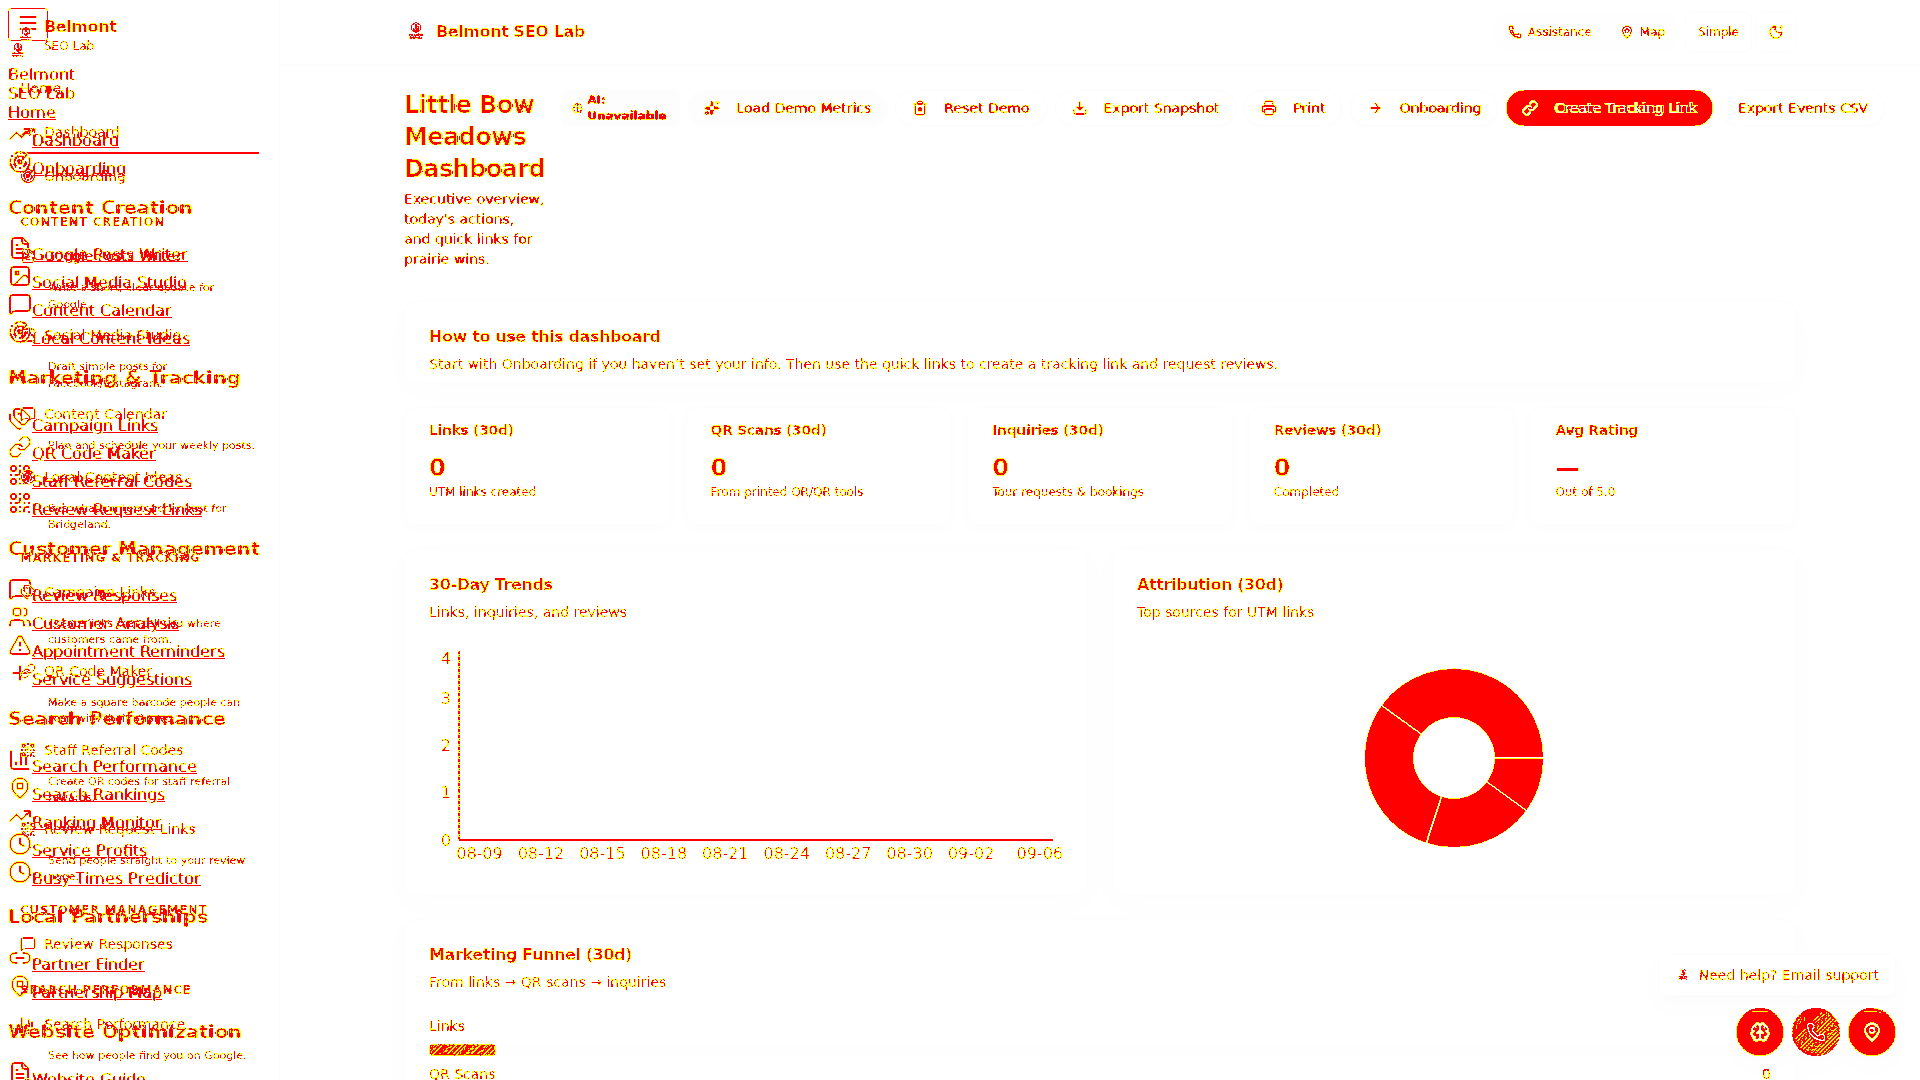 Belmont
SEO Lab
Belmont
SEO Lab
Home
Dashboard
Dashboard
Onboarding
Onboarding
Content Creation
CONTENT CREATION
Google Posts Writer
Social Media Studio
Google.
Content Calendar
Social Media Studio
Local Content Ideas
Draft simple posts for
Marketing & Tracking
Content Calendar
Campaign Links
Plan and schedule your weekly posts.
QR Code Maker
Local Content Ideas
Staff Referral Codes
Review Request Links
Bridgeland.
Customer Management
MARKETING & TRACKING
Campaign Links
Review Responses
Customer Analysis
customers came from.
Appointment Reminders
QR Code Maker
Service Suggestions
Make a square barcode people can
Search Performance
Staff Referral Codes
Search Performance
Create QR codes for staff referral
Search Rankings
Ranking Monitor
Review Request Links
Service Profits
Send people straight to your review
Busy Times Predictor
CUSTOMER MANAGEMENT
Local Partnerships
Review Responses
Partner Finder
SEARCH PERFORMANCE
Partnership Map
Search Performance
Website Optimization
See how people find you on Google.
Website Guide
Belmont SEO Lab
Assistance
Map
Simple
Little Bow
Meadows
Dashboard
Executive overview,
today's actions,
and quick links for
prairie wins.
AI:
Unavailable
Load Demo Metrics
Reset Demo
Export Snapshot
Print
Onboarding
Create Tracking Link
Export Events CSV
How to use this dashboard
Start with Onboarding if you haven't set your info. Then use the quick links to create a tracking link and request reviews.
Links (30d)
0
UTM links created
QR Scans (30d)
0
From printed QR/QR tools
Inquiries (30d)
0
Tour requests & bookings
Reviews (30d)
0
Completed
Avg Rating
—
Out of 5.0
30-Day Trends
Links, inquiries, and reviews
4
3
2
1
0
08-09 08-12 08-15 08-18 08-21 08-24 08-27 08-30 09-02 09-06
Attribution (30d)
Top sources for UTM links
Marketing Funnel (30d)
From links → QR scans → inquiries
Links
QR Scans
Need help? Email support
0